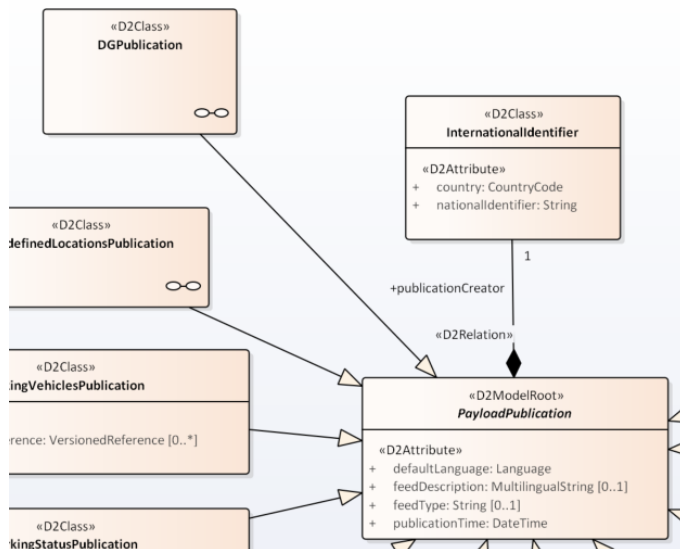 «D2Class»
DGPublication
«D2Class»
InternationalIdentifier
«D2Attribute»
+ country: CountryCode
+ nationalIdentifier: String
«D2Class»
definedLocationsPublication
1
+publicationCreator
«D2Relation»
«D2Class»
ingVehiclesPublication
erence: VersionedReference [0..*]
«D2ModelRoot»
PayloadPublication
«D2Attribute»
+ defaultLanguage: Language
+ feedDescription: MultilingualString [0..1]
+ feedType: String [0..1]
+ publicationTime: DateTime
«D2Class»
rkingStatusPublication